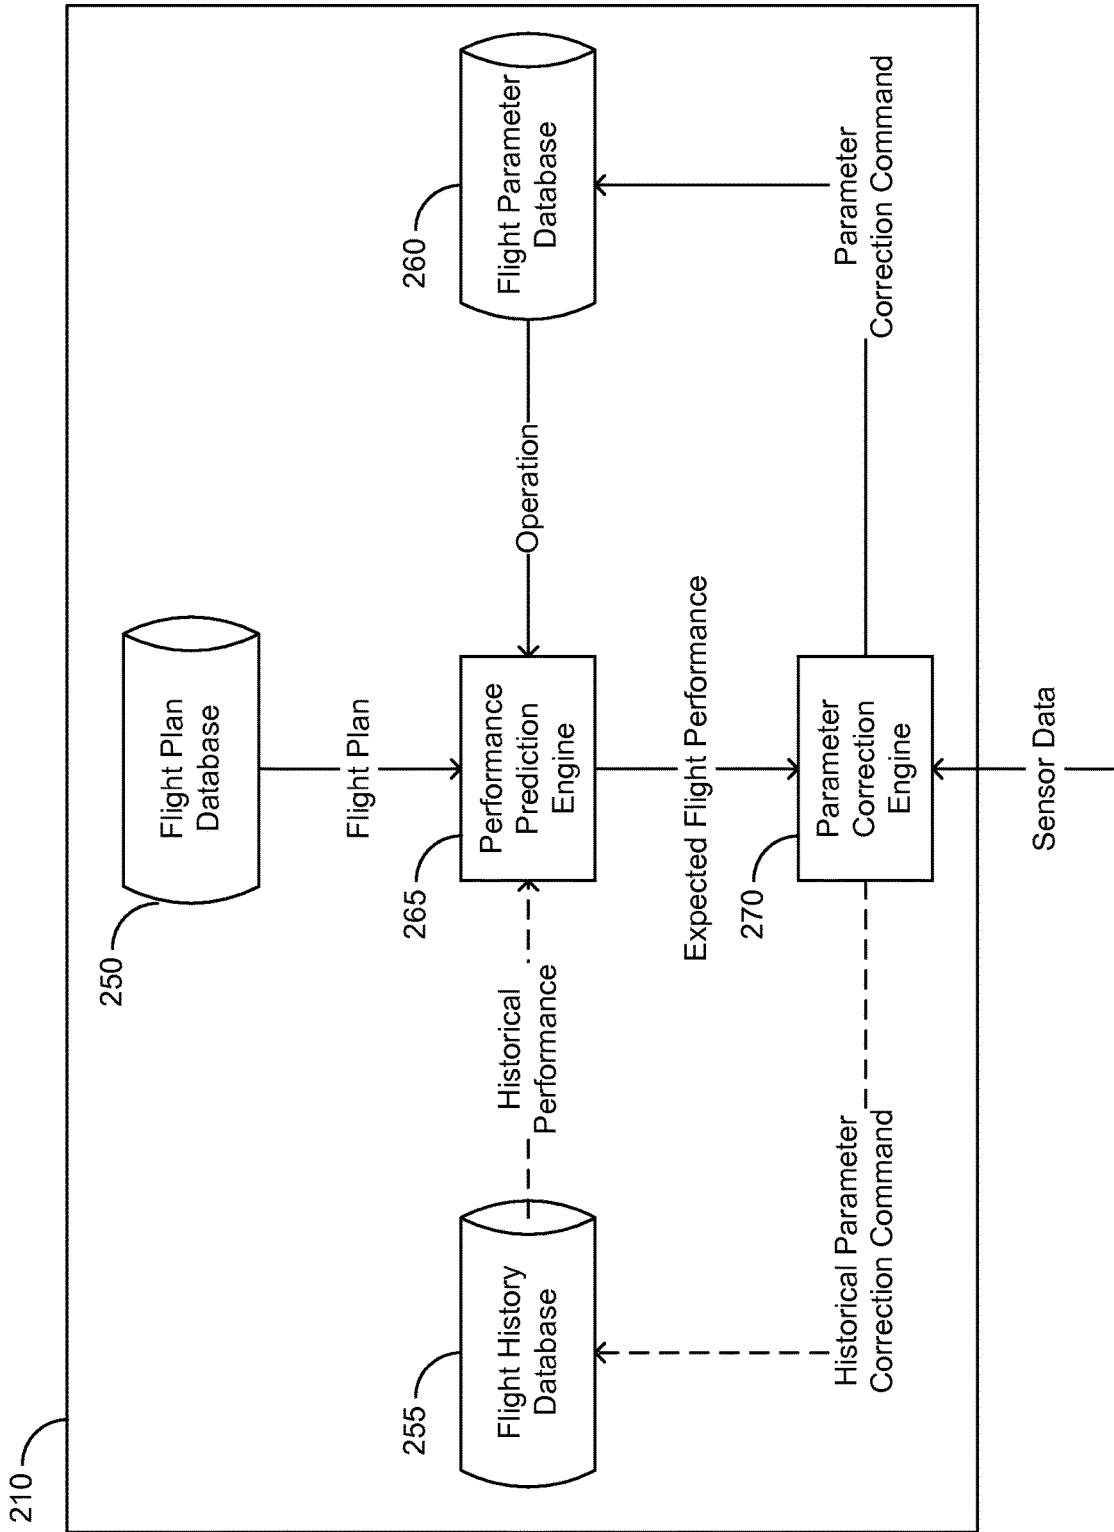 210
250
Flight Plan
Database
Flight Plan
255
Flight History
Database
Historical
Performance
265
Performance
Prediction
Engine
Operation
260
Flight Parameter
Database
Expected Flight Performance
270
Parameter
Correction
Engine
Historical Parameter
Correction Command
Parameter
Correction Command
Sensor Data